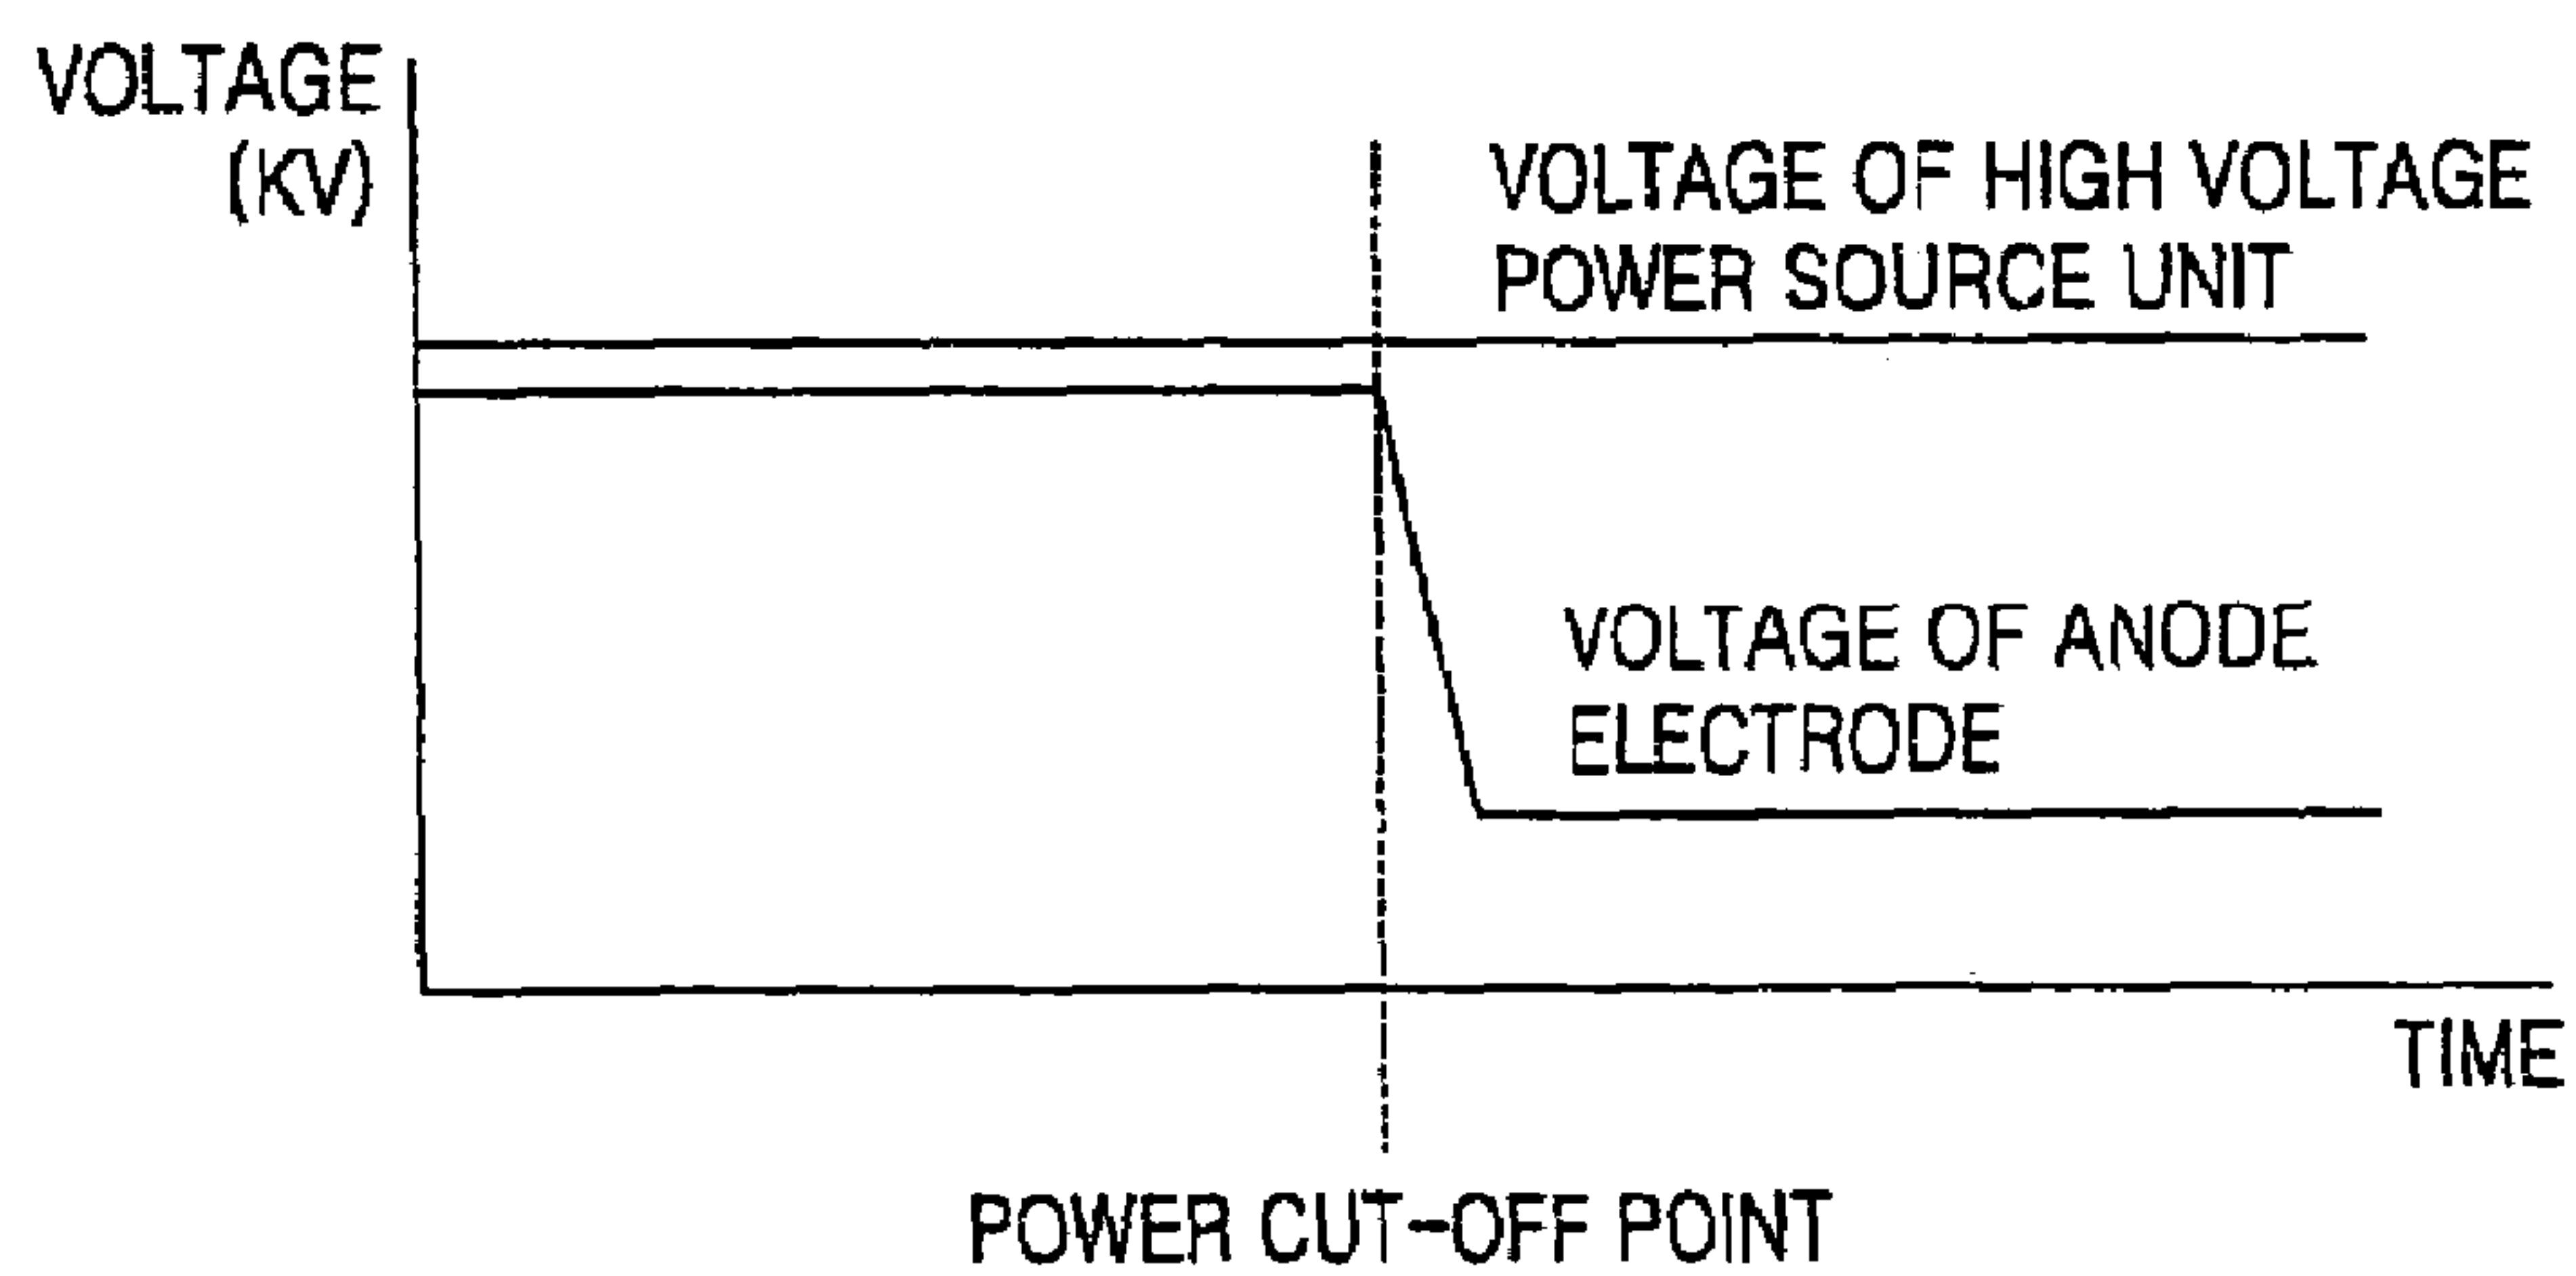 VOLTAGE
(KV)
VOLTAGE OF HIGH VOLTAGE
POWER SOURCE UNIT
VOLTAGE OF ANODE
ELECTRODE
TIME
POWER CUT-OFF POINT